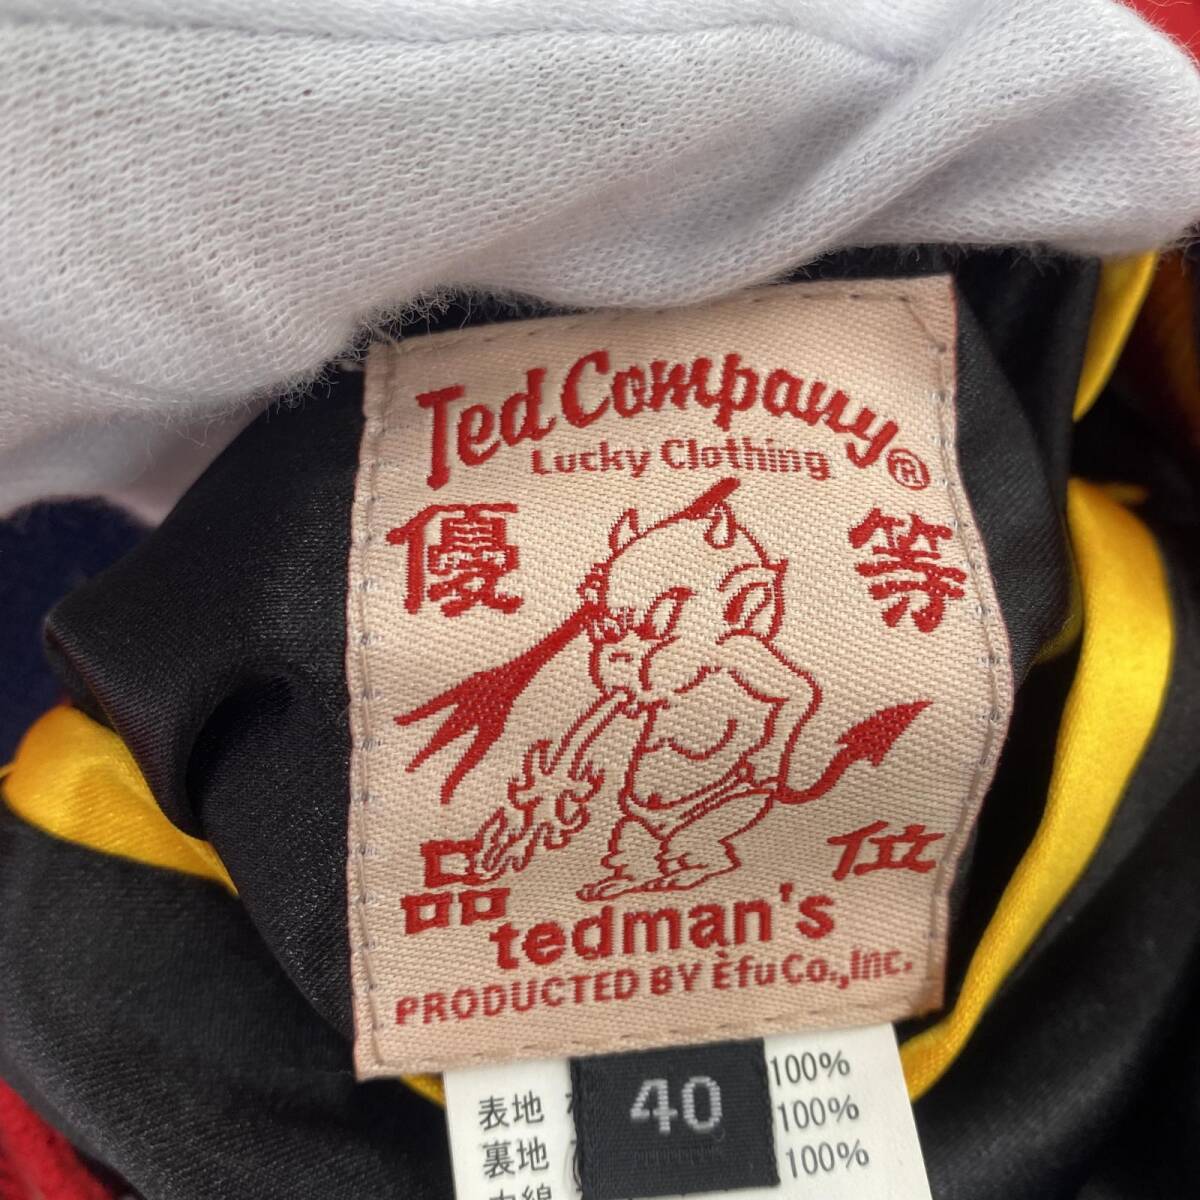 Ted Company®
Lucky Clothing
優等
品位
tedman's
PRODUCTED BY Èfu Co., Inc.
40
100%
表地 100%
裏地 100%